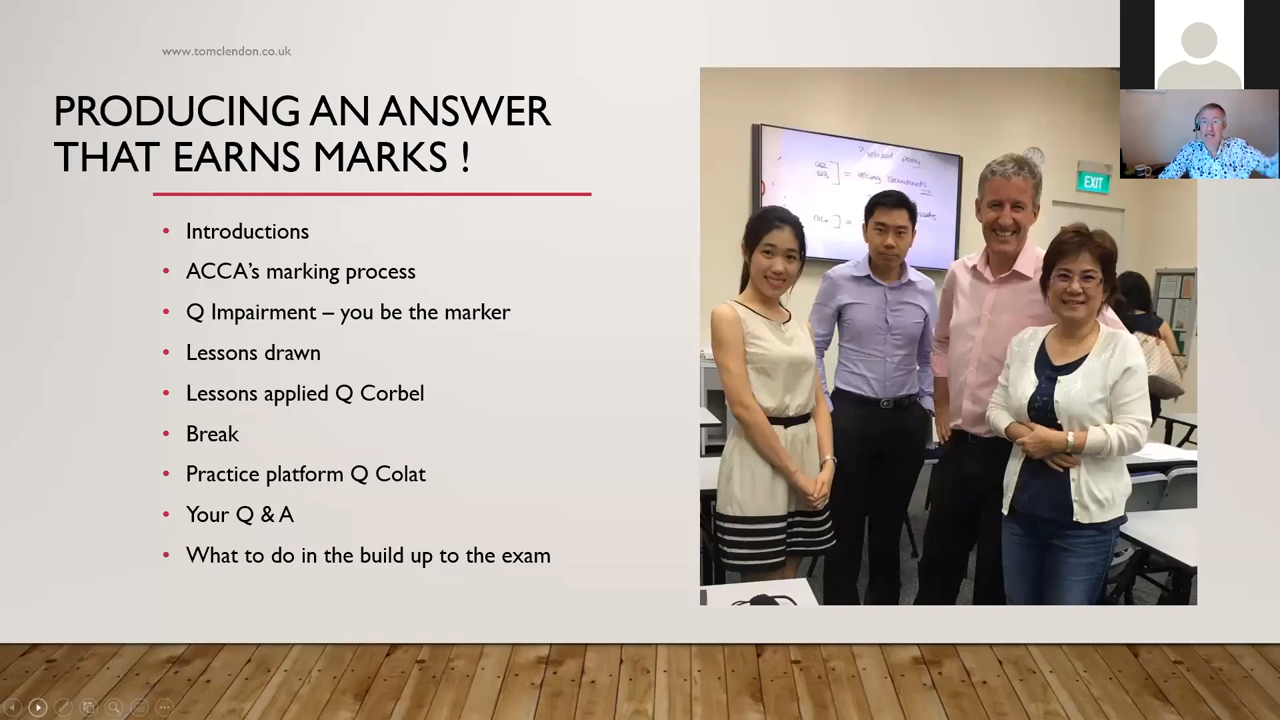 www.tomclendon.co.uk
PRODUCING AN ANSWER
THAT EARNS MARKS !
• Introductions
• ACCA’s marking process
• Q Impairment – you be the marker
• Lessons drawn
• Lessons applied Q Corbel
• Break
• Practice platform Q Colat
• Your Q & A
• What to do in the build up to the exam
EXIT